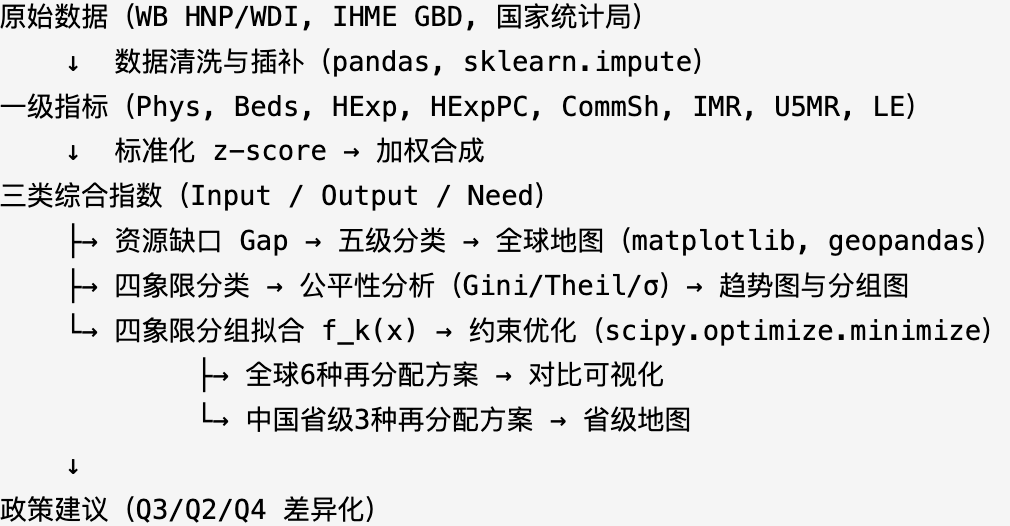 原始数据（WB HNP/WDI, IHME GBD, 国家统计局）
↓  数据清洗与插补（pandas, sklearn.impute）
一级指标（Phys, Beds, HExp, HExpPC, CommSh, IMR, U5MR, LE）
↓  标准化 z-score → 加权合成
三类综合指数（Input / Output / Need）
├→ 资源缺口 Gap → 五级分类 → 全球地图（matplotlib, geopandas）
├→ 四象限分类 → 公平性分析（Gini/Theil/σ）→ 趋势图与分组图
└→ 四象限分组拟合 f_k(x) → 约束优化（scipy.optimize.minimize）
├→ 全球6种再分配方案 → 对比可视化
└→ 中国省级3种再分配方案 → 省级地图
↓
政策建议（Q3/Q2/Q4 差异化）